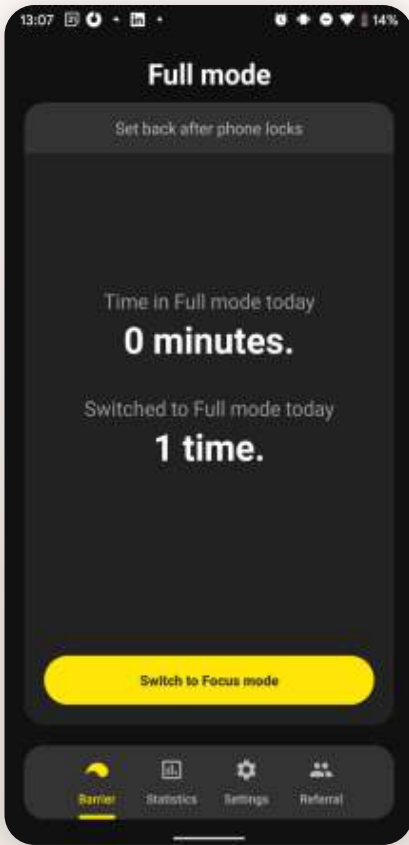 13:07
14%
Full mode
Set back after phone locks
Time in Full mode today
0 minutes.
Switched to Full mode today
1 time.
Switch to Focus mode
Barrier Statistics Settings Referral